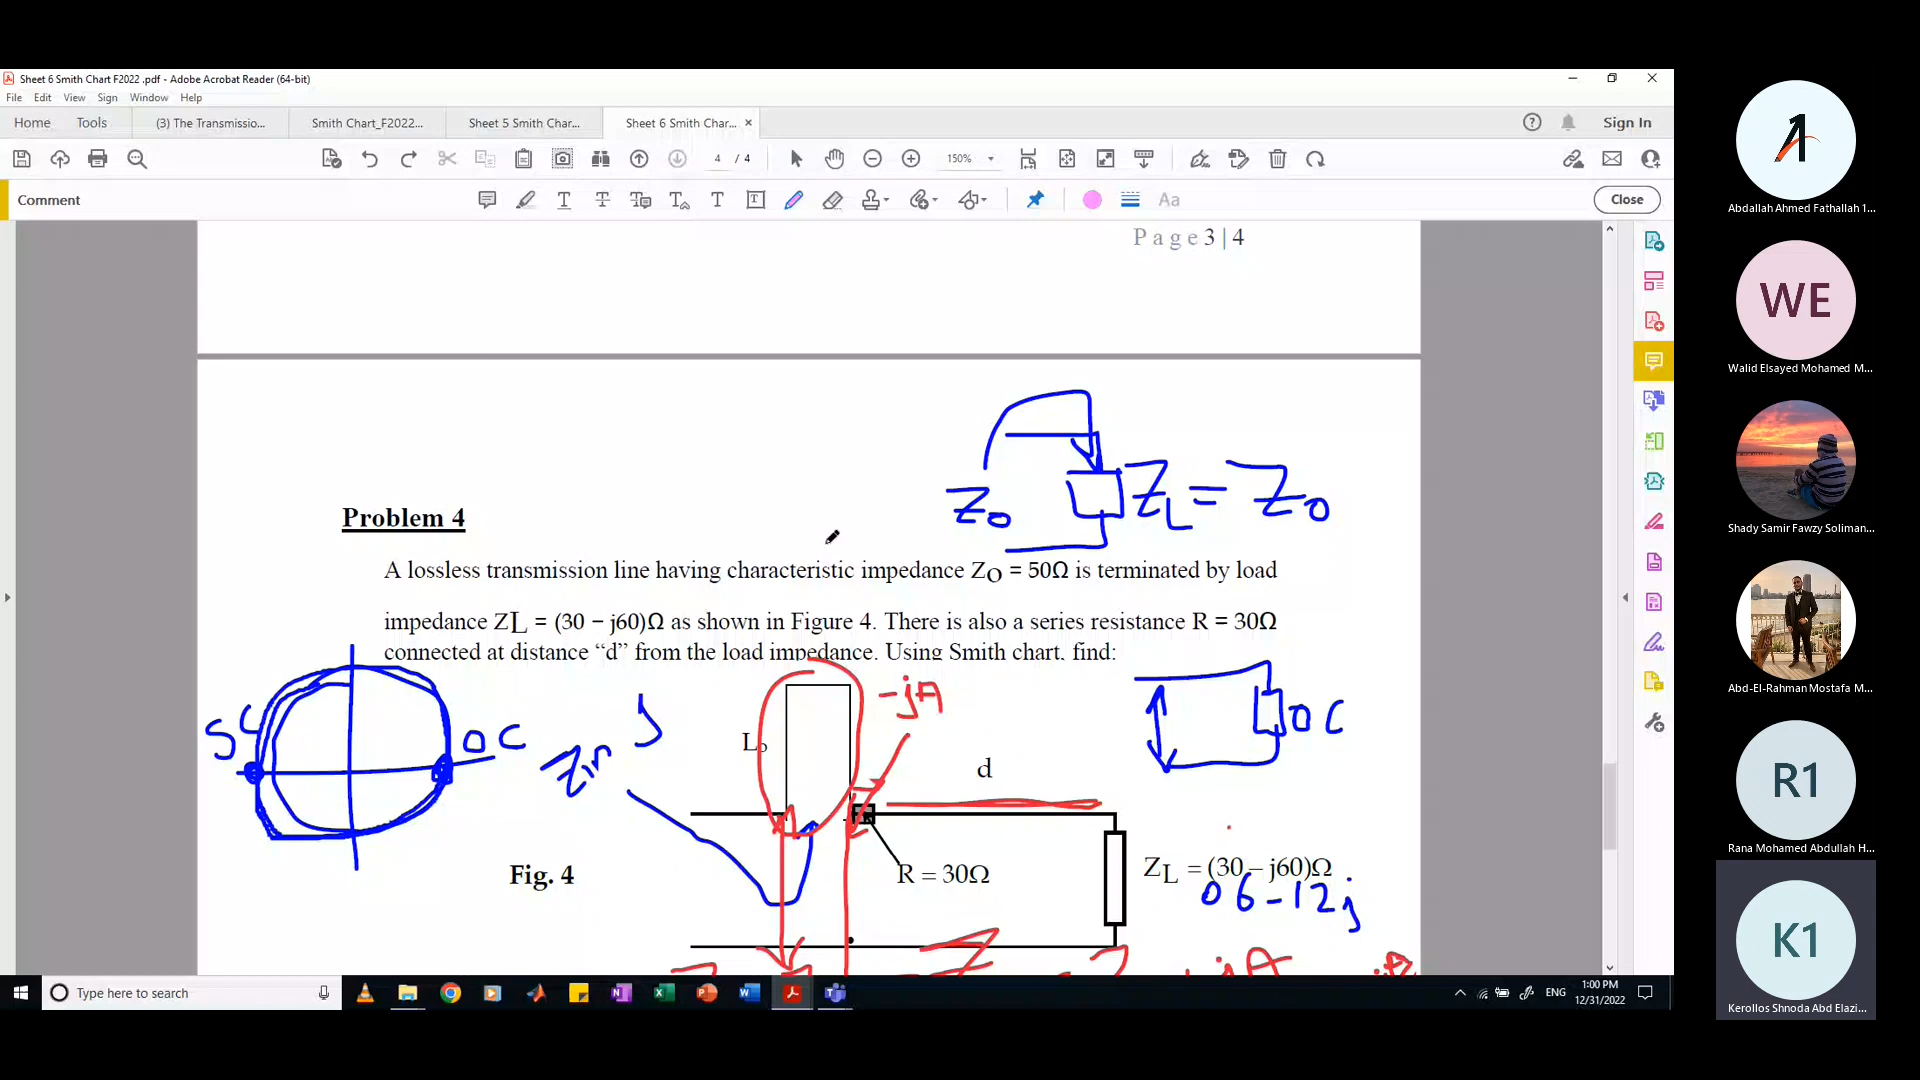 Sheet 6 Smith Chart F2022 .pdf - Adobe Acrobat Reader (64-bit)
File Edit View Sign Window Help
Home Tools (3) The Transmissio... Smith Chart_F2022... Sheet 5 Smith Char... Sheet 6 Smith Char... × Sign In
4 / 4 150%
Comment Close
Page 3 | 4
Zo ZL = Zo
Problem 4
A lossless transmission line having characteristic impedance ZO = 50Ω is terminated by load
impedance ZL = (30 − j60)Ω as shown in Figure 4. There is also a series resistance R = 30Ω
connected at distance “d” from the load impedance. Using Smith chart, find:
-jA
SC OC Zin Lo d OC
Fig. 4 R = 30Ω ZL = (30 – j60)Ω
06-12j
Type here to search
ENG 1:00 PM
12/31/2022
Abdallah Ahmed Fathallah 1...
WE
Walid Elsayed Mohamed M...
Shady Samir Fawzy Soliman...
Abd-El-Rahman Mostafa M...
R1
Rana Mohamed Abdullah H...
K1
Kerollos Shnoda Abd Elazi...